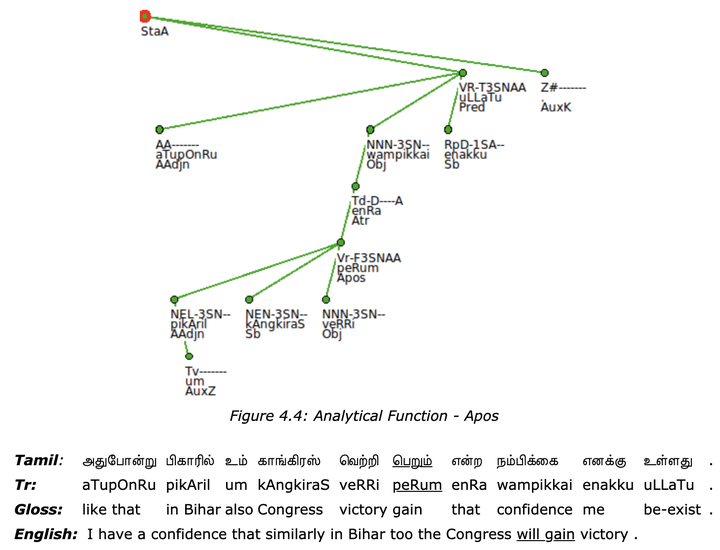 StaA
VR-T3SNAA
uLLaTu
Pred
Z#-------
.
AuxK
AA-------
aTupOnRu
AAdjn
NNN-3SN--
wampikkai
Obj
RpD-1SA--
enakku
Sb
Td-D----A
enRa
Atr
Vr-F3SNAA
peRum
Apos
NEL-3SN--
pikAril
AAdjn
NEN-3SN--
kAngkiraS
Sb
NNN-3SN--
veRRi
Obj
Tv-------
um
AuxZ
Figure 4.4: Analytical Function - Apos
Tamil: அதுபோன்று பிகாரில் உம் காங்கிரஸ் வெற்றி பெறும் என்ற நம்பிக்கை எனக்கு உள்ளது .
Tr: aTupOnRu pikAril um kAngkiraS veRRi peRum enRa wampikkai enakku uLLaTu .
Gloss: like that in Bihar also Congress victory gain that confidence me be-exist .
English: I have a confidence that similarly in Bihar too the Congress will gain victory .